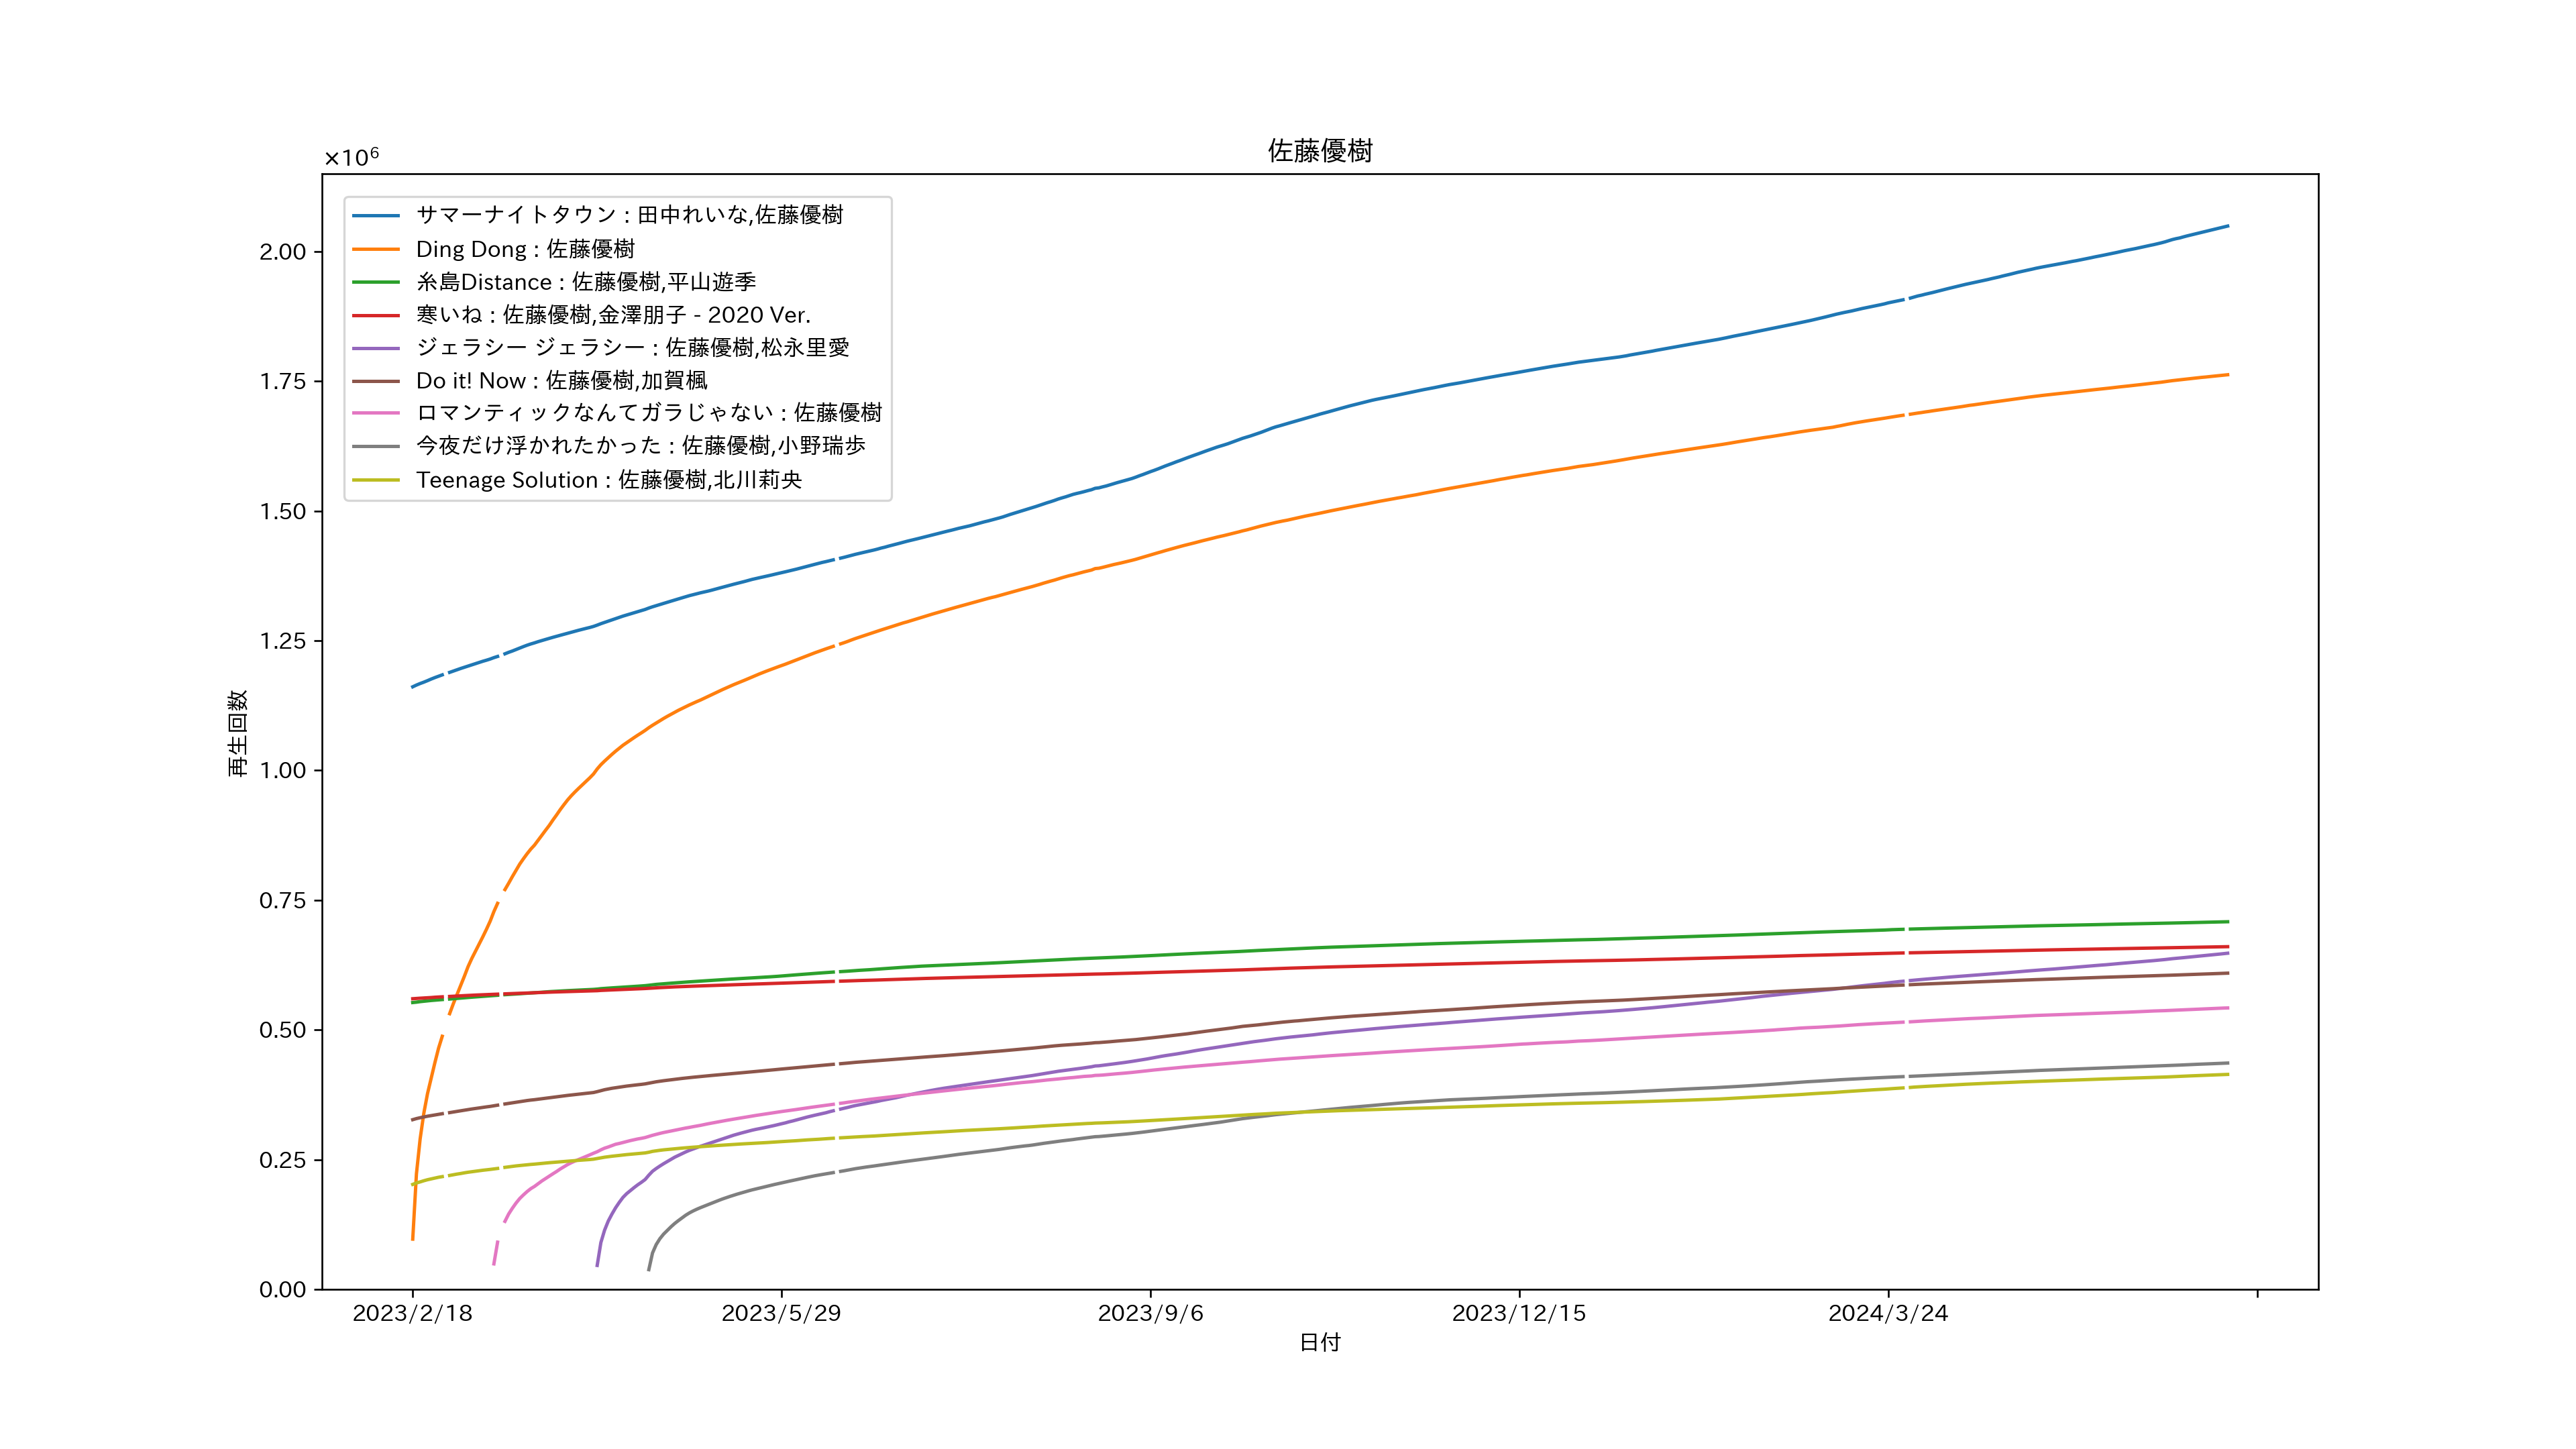 佐藤優樹
×10⁶
サマーナイトタウン : 田中れいな,佐藤優樹
Ding Dong : 佐藤優樹
糸島Distance : 佐藤優樹,平山遊季
寒いね : 佐藤優樹,金澤朋子 - 2020 Ver.
ジェラシー ジェラシー : 佐藤優樹,松永里愛
Do it! Now : 佐藤優樹,加賀楓
ロマンティックなんてガラじゃない : 佐藤優樹
今夜だけ浮かれたかった : 佐藤優樹,小野瑞歩
Teenage Solution : 佐藤優樹,北川莉央
2.00
1.75
1.50
1.25
1.00
0.75
0.50
0.25
0.00
再生回数
2023/2/18
2023/5/29
2023/9/6
2023/12/15
2024/3/24
日付